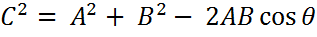 C² = A² + B² − 2AB cos θ